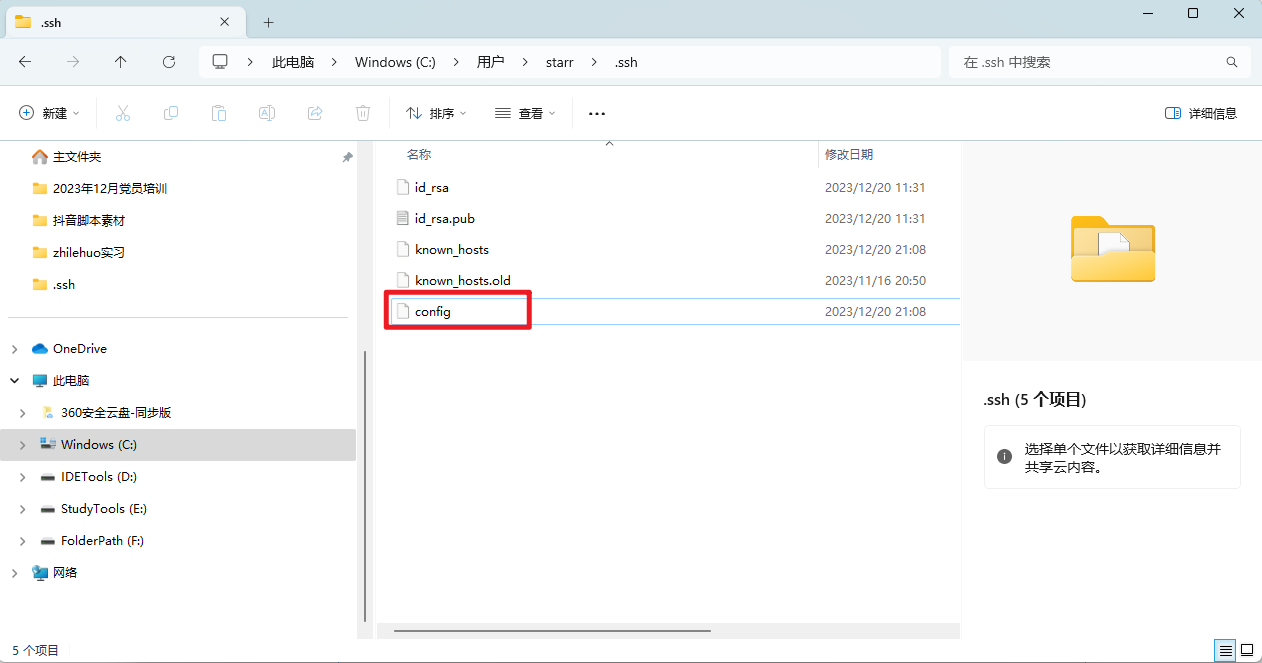 .ssh
此电脑 Windows (C:) 用户 starr .ssh
在 .ssh 中搜索
新建 排序 查看 详细信息
主文件夹
2023年12月党员培训
抖音脚本素材
zhilehuo实习
.ssh
OneDrive
此电脑
360安全云盘-同步版
Windows (C:)
IDETools (D:)
StudyTools (E:)
FolderPath (F:)
网络
名称 修改日期
id_rsa 2023/12/20 11:31
id_rsa.pub 2023/12/20 11:31
known_hosts 2023/12/20 21:08
known_hosts.old 2023/11/16 20:50
config 2023/12/20 21:08
.ssh (5 个项目)
选择单个文件以获取详细信息并
共享云内容。
5 个项目